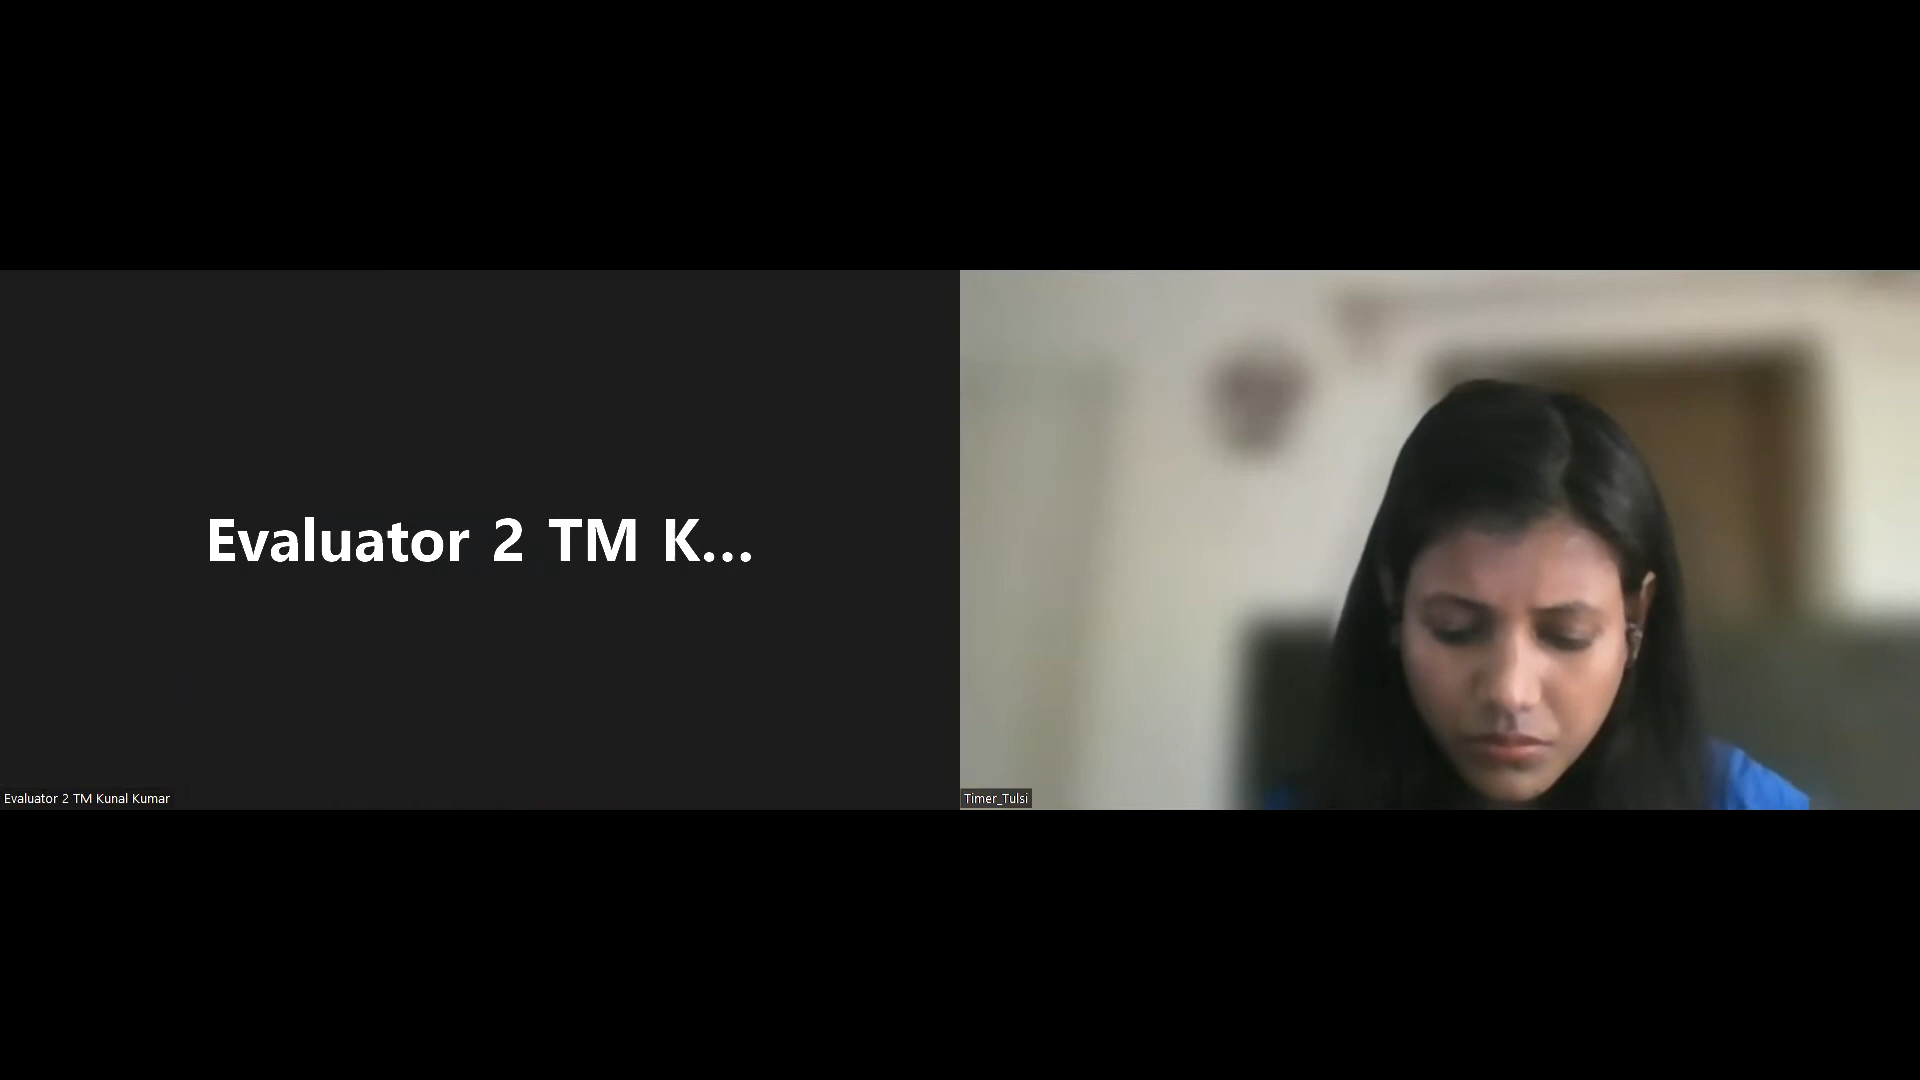 Evaluator 2 TM K...
Evaluator 2 TM Kunal Kumar
Timer_Tulsi